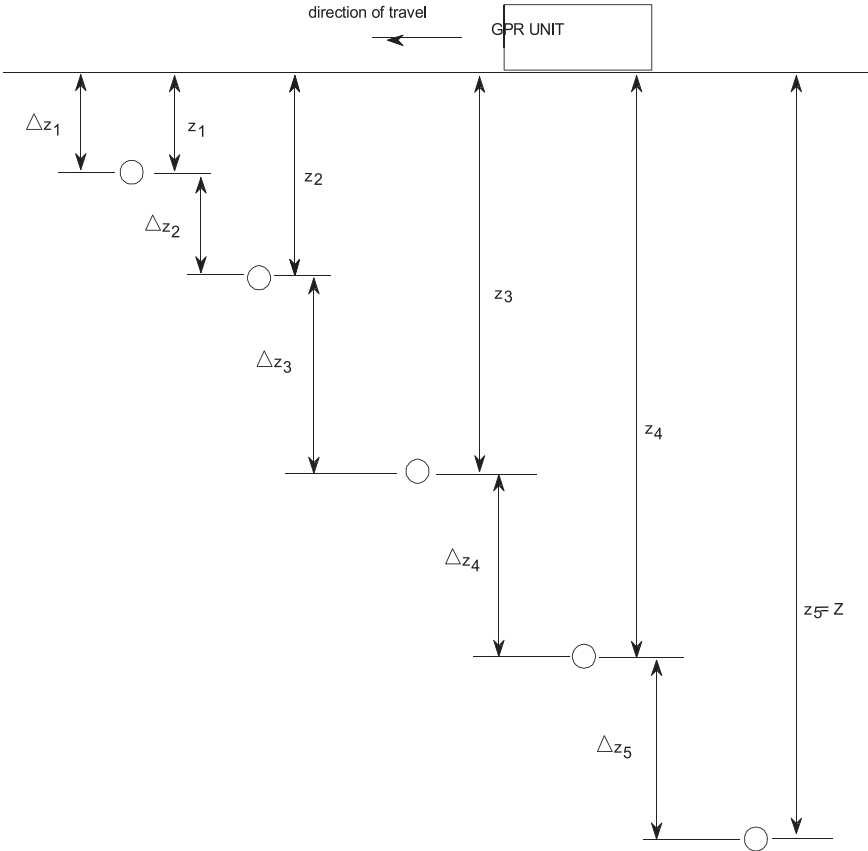 direction of travel
GPR UNIT
△z1
z1
z2
△z2
z3
△z3
z4
△z4
z5= Z
△z5